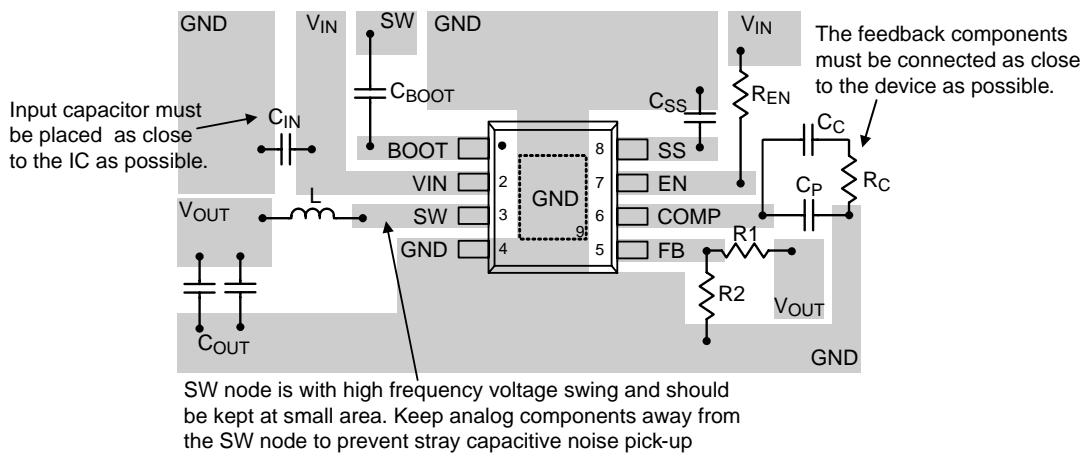 GND
VIN
SW
GND
VIN
The feedback components
must be connected as close
to the device as possible.
CBOOT
CSS
REN
Input capacitor must
be placed as close
to the IC as possible.
CIN
CC
BOOT
8
SS
RC
VIN
2
GND
7
EN
CP
VOUT
L
SW
3
6
COMP
9
GND
4
5
FB
R1
R2
VOUT
COUT
GND
SW node is with high frequency voltage swing and should
be kept at small area. Keep analog components away from
the SW node to prevent stray capacitive noise pick-up